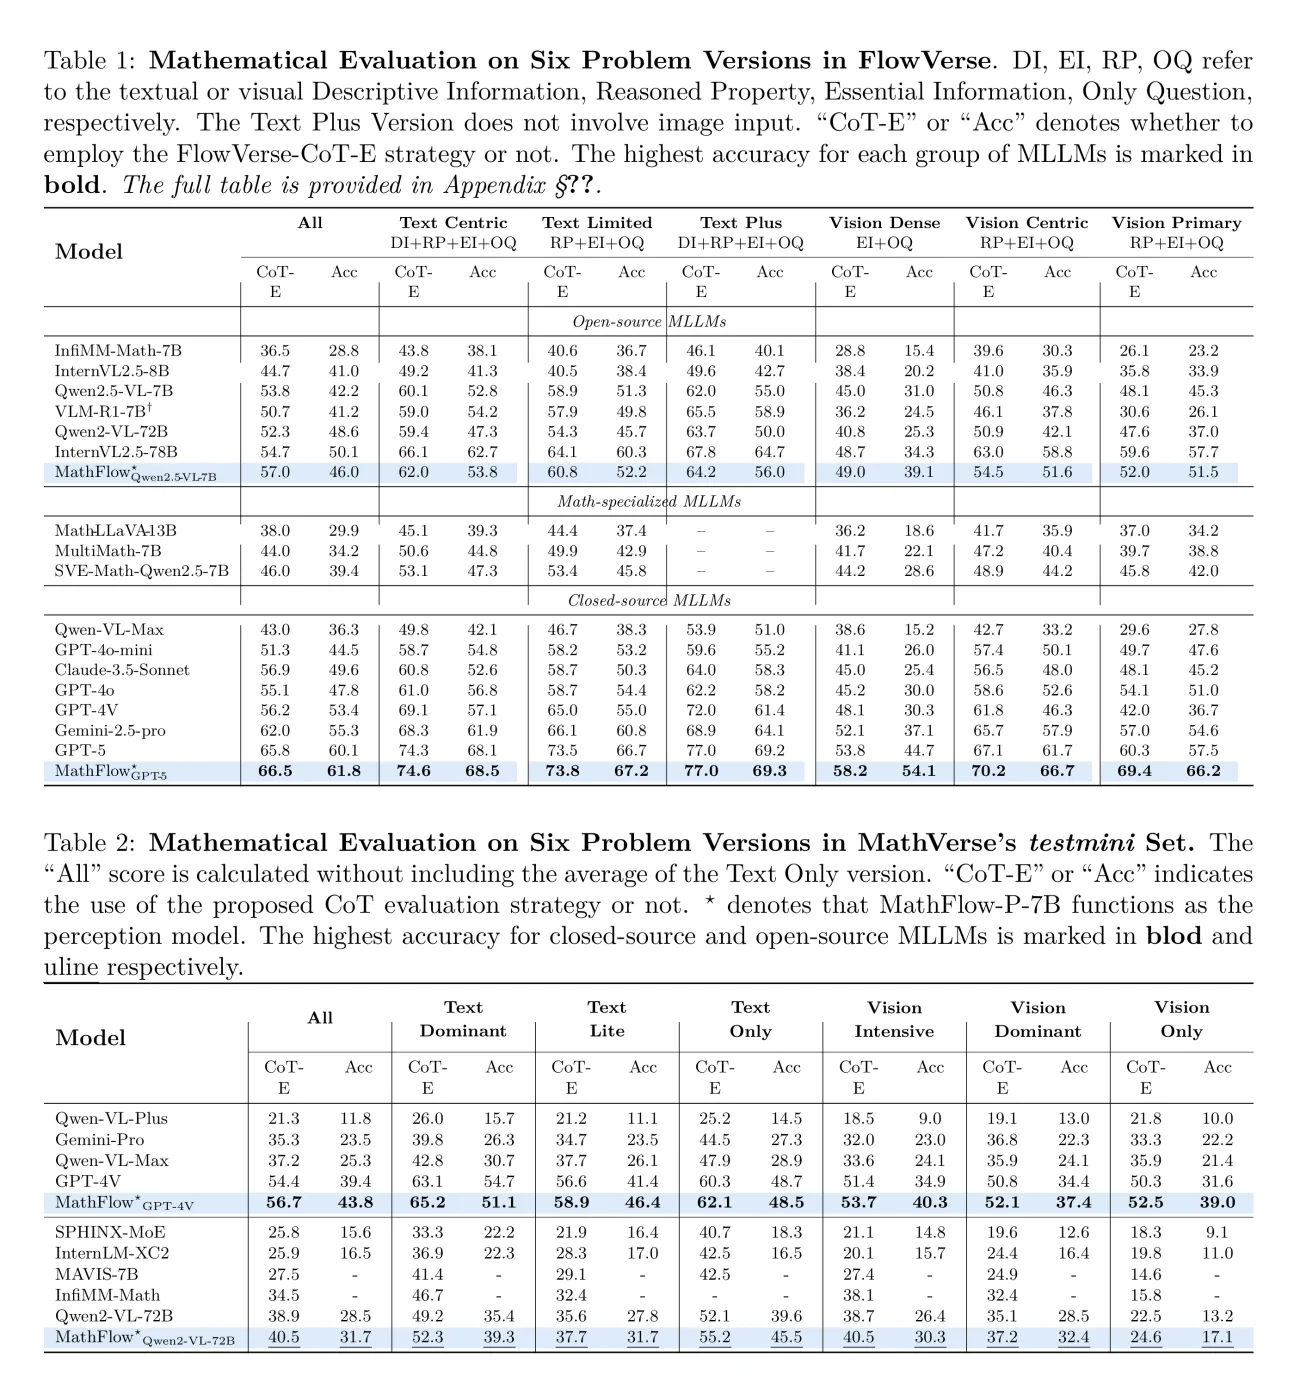 Table 1: Mathematical Evaluation on Six Problem Versions in FlowVerse. DI, EI, RP, OQ refer
to the textual or visual Descriptive Information, Reasoned Property, Essential Information, Only Question,
respectively. The Text Plus Version does not involve image input. “CoT-E” or “Acc” denotes whether to
employ the FlowVerse-CoT-E strategy or not. The highest accuracy for each group of MLLMs is marked in
bold. The full table is provided in Appendix §??.
Model All Text Centric Text Limited Text Plus Vision Dense Vision Centric Vision Primary
DI+RP+EI+OQ RP+EI+OQ DI+RP+EI+OQ EI+OQ RP+EI+OQ RP+EI+OQ
CoT- Acc CoT- Acc CoT- Acc CoT- Acc CoT- Acc CoT- Acc CoT- Acc
E E E E E E E
Open-source MLLMs
InfiMM-Math-7B 36.5 28.8 43.8 38.1 40.6 36.7 46.1 40.1 28.8 15.4 39.6 30.3 26.1 23.2
InternVL2.5-8B 44.7 41.0 49.2 41.3 40.5 38.4 49.6 42.7 38.4 20.2 41.0 35.9 35.8 33.9
Qwen2.5-VL-7B 53.8 42.2 60.1 52.8 58.9 51.3 62.0 55.0 45.0 31.0 50.8 46.3 48.1 45.3
VLM-R1-7B† 50.7 41.2 59.0 54.2 57.9 49.8 65.5 58.9 36.2 24.5 46.1 37.8 30.6 26.1
Qwen2-VL-72B 52.3 48.6 59.4 47.3 54.3 45.7 63.7 50.0 40.8 25.3 50.9 42.1 47.6 37.0
InternVL2.5-78B 54.7 50.1 66.1 62.7 64.1 60.3 67.8 64.7 48.7 34.3 63.0 58.8 59.6 57.7
MathFlow⋆Qwen2.5-VL-7B 57.0 46.0 62.0 53.8 60.8 52.2 64.2 56.0 49.0 39.1 54.5 51.6 52.0 51.5
Math-specialized MLLMs
Math-LLaVA-13B 38.0 29.9 45.1 39.3 44.4 37.4 – – 36.2 18.6 41.7 35.9 37.0 34.2
MultiMath-7B 44.0 34.2 50.6 44.8 49.9 42.9 – – 41.7 22.1 47.2 40.4 39.7 38.8
SVE-Math-Qwen2.5-7B 46.0 39.4 53.1 47.3 53.4 45.8 – – 44.2 28.6 48.9 44.2 45.8 42.0
Closed-source MLLMs
Qwen-VL-Max 43.0 36.3 49.8 42.1 46.7 38.3 53.9 51.0 38.6 15.2 42.7 33.2 29.6 27.8
GPT-4o-mini 51.3 44.5 58.7 54.8 58.2 53.2 59.6 55.2 41.1 26.0 57.4 50.1 49.7 47.6
Claude-3.5-Sonnet 56.9 49.6 60.8 52.6 58.7 50.3 64.0 58.3 45.0 25.4 56.5 48.0 48.1 45.2
GPT-4o 55.1 47.8 61.0 56.8 58.7 54.4 62.2 58.2 45.2 30.0 58.6 52.6 54.1 51.0
GPT-4V 56.2 53.4 69.1 57.1 65.0 55.0 72.0 61.4 48.1 30.3 61.8 46.3 42.0 36.7
Gemini-2.5-pro 62.0 55.3 68.3 61.9 66.1 60.8 68.9 64.1 52.1 37.1 65.7 57.9 57.0 54.6
GPT-5 65.8 60.1 74.3 68.1 73.5 66.7 77.0 69.2 53.8 44.7 67.1 61.7 60.3 57.5
MathFlow⋆GPT-5 66.5 61.8 74.6 68.5 73.8 67.2 77.0 69.3 58.2 54.1 70.2 66.7 69.4 66.2
Table 2: Mathematical Evaluation on Six Problem Versions in MathVerse’s testmini Set. The
“All” score is calculated without including the average of the Text Only version. “CoT-E” or “Acc” indicates
the use of the proposed CoT evaluation strategy or not. ⋆ denotes that MathFlow-P-7B functions as the
perception model. The highest accuracy for closed-source and open-source MLLMs is marked in blod and
uline respectively.
Model All Text Text Text Vision Vision Vision
Dominant Lite Only Intensive Dominant Only
CoT- Acc CoT- Acc CoT- Acc CoT- Acc CoT- Acc CoT- Acc CoT- Acc
E E E E E E E
Qwen-VL-Plus 21.3 11.8 26.0 15.7 21.2 11.1 25.2 14.5 18.5 9.0 19.1 13.0 21.8 10.0
Gemini-Pro 35.3 23.5 39.8 26.3 34.7 23.5 44.5 27.3 32.0 23.0 36.8 22.3 33.3 22.2
Qwen-VL-Max 37.2 25.3 42.8 30.7 37.7 26.1 47.9 28.9 33.6 24.1 35.9 24.1 35.9 21.4
GPT-4V 54.4 39.4 63.1 54.7 56.6 41.4 60.3 48.7 51.4 34.9 50.8 34.4 50.3 31.6
MathFlow⋆GPT-4V 56.7 43.8 65.2 51.1 58.9 46.4 62.1 48.5 53.7 40.3 52.1 37.4 52.5 39.0
SPHINX-MoE 25.8 15.6 33.3 22.2 21.9 16.4 40.7 18.3 21.1 14.8 19.6 12.6 18.3 9.1
InternLM-XC2 25.9 16.5 36.9 22.3 28.3 17.0 42.5 16.5 20.1 15.7 24.4 16.4 19.8 11.0
MAVIS-7B 27.5 - 41.4 - 29.1 - 42.5 - 27.4 - 24.9 - 14.6 -
InfiMM-Math 34.5 - 46.7 - 32.4 - - - 38.1 - 32.4 - 15.8 -
Qwen2-VL-72B 38.9 28.5 49.2 35.4 35.6 27.8 52.1 39.6 38.7 26.4 35.1 28.5 22.5 13.2
MathFlow⋆Qwen2-VL-72B 40.5 31.7 52.3 39.3 37.7 31.7 55.2 45.5 40.5 30.3 37.2 32.4 24.6 17.1